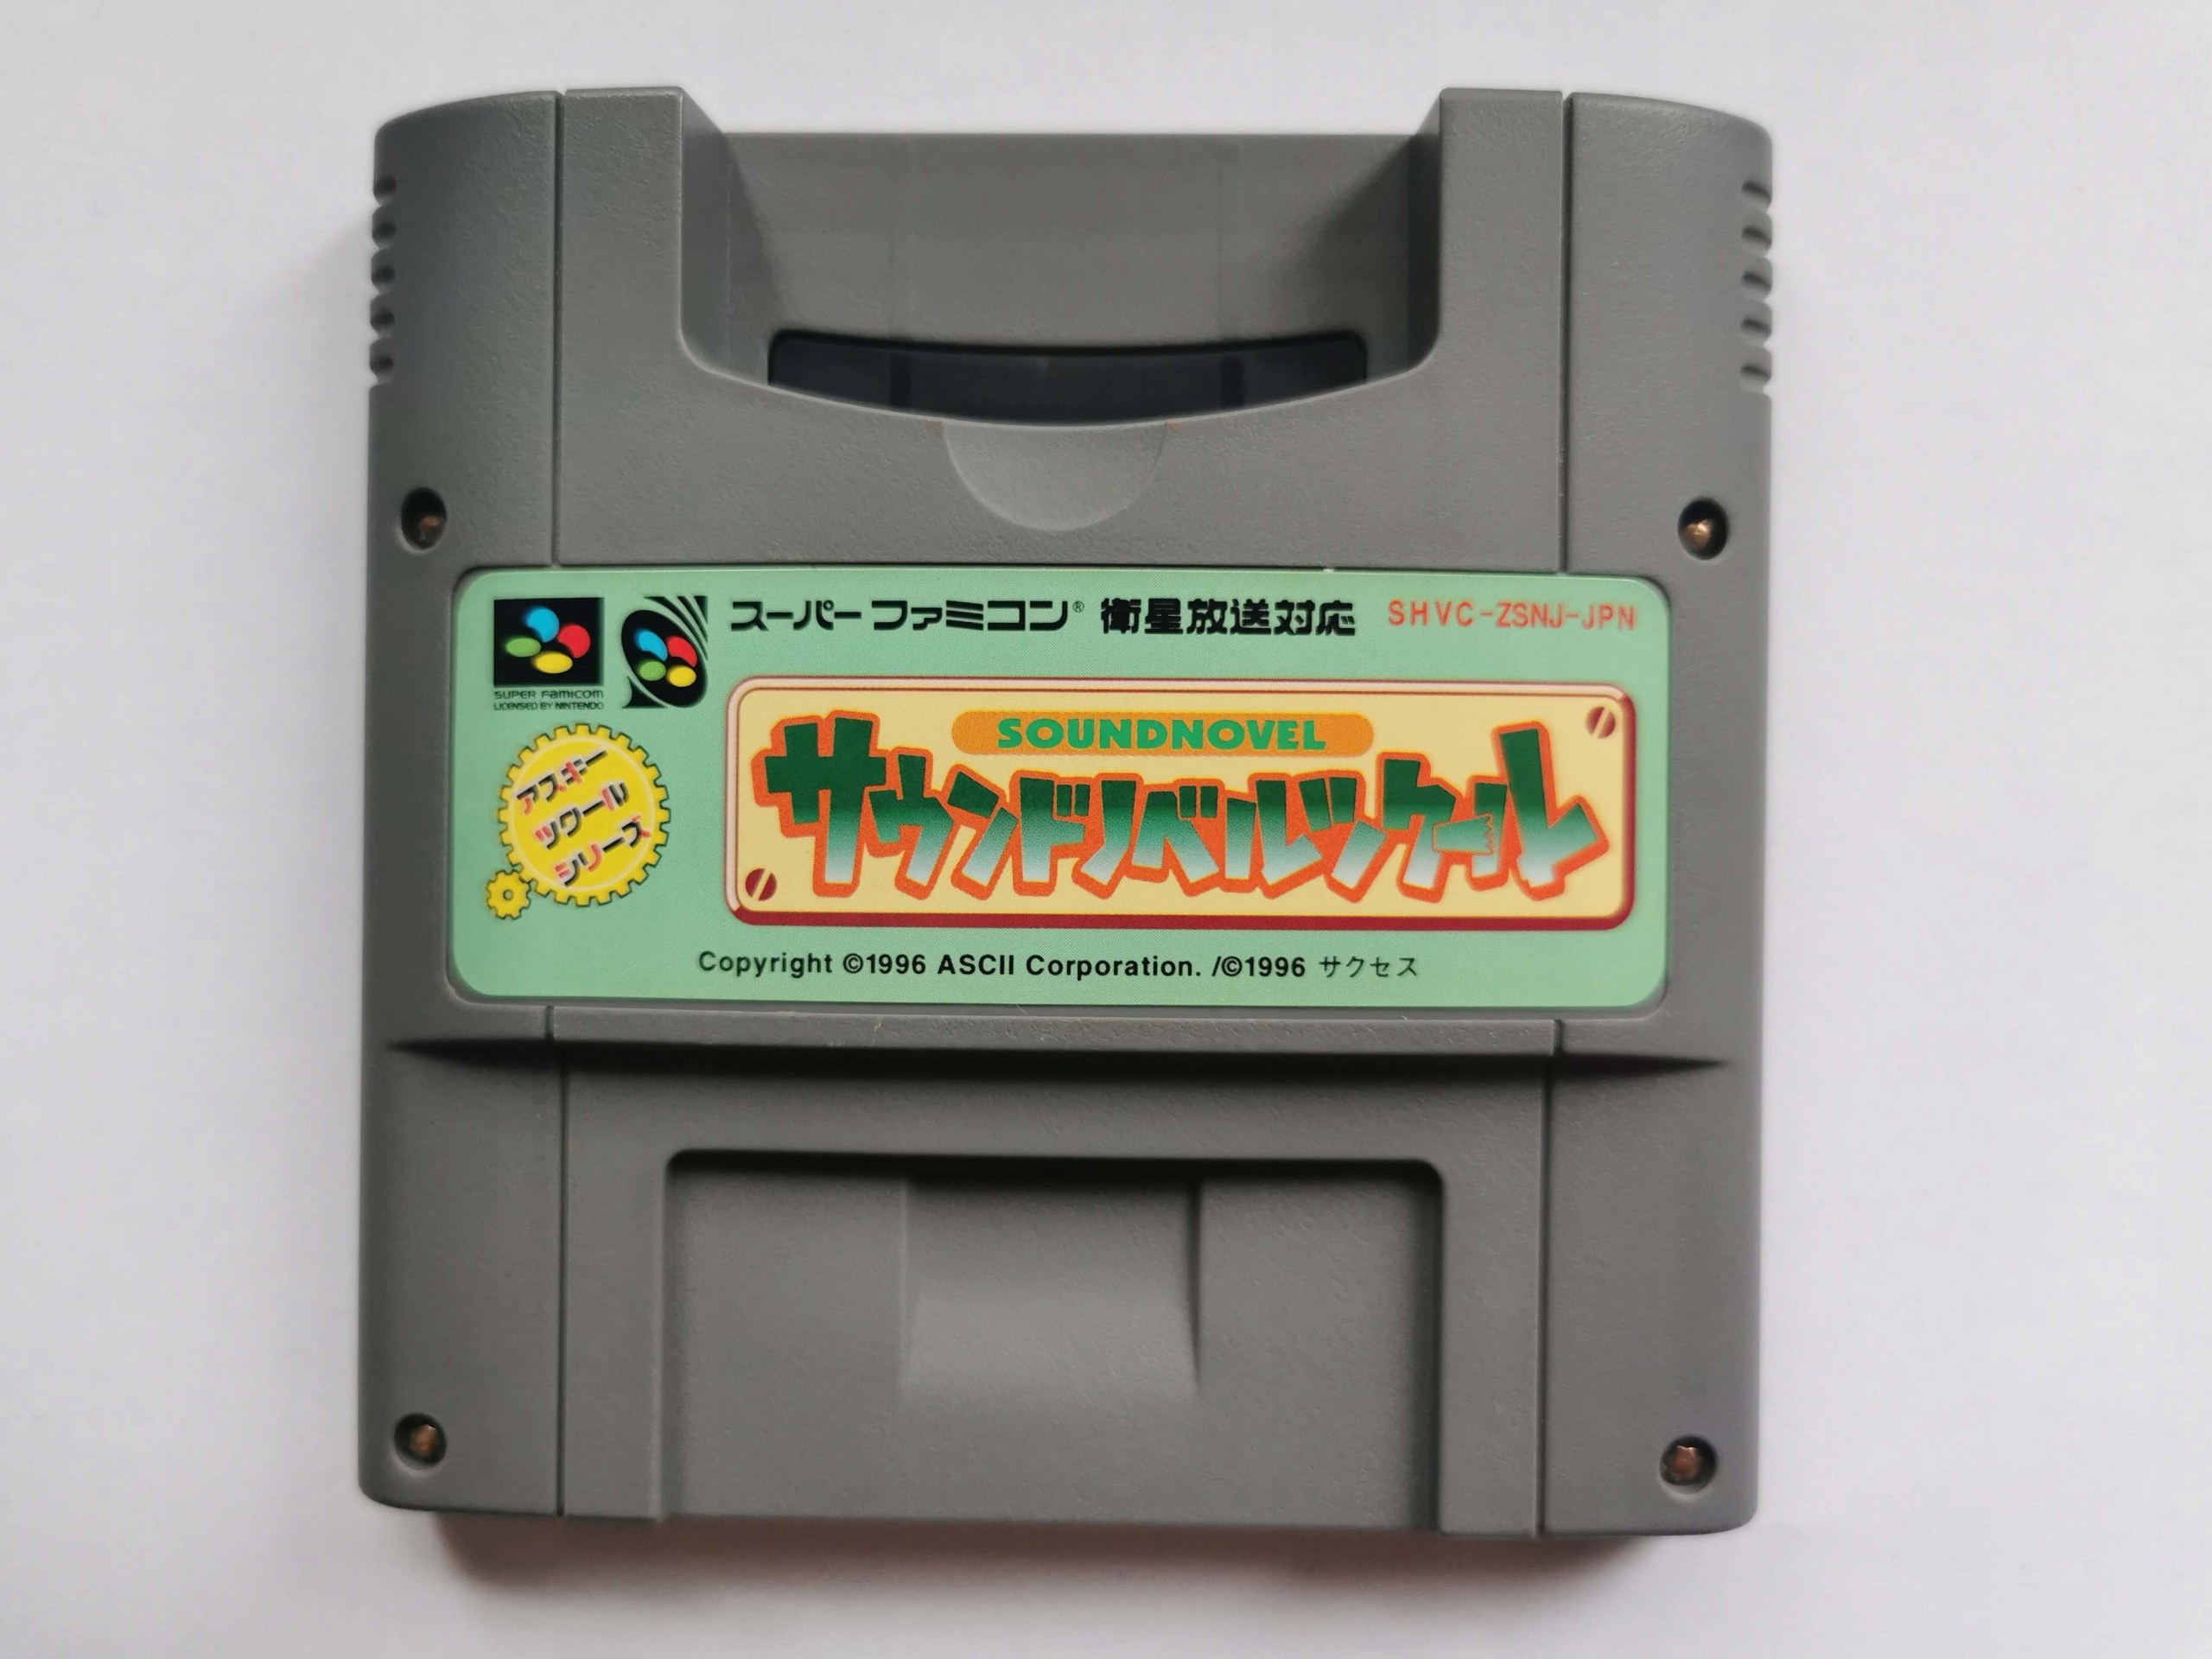 スーパーファミコン® 衛星放送対応 SHVC-ZSNJ-JPN
SUPER FAMICOM
LICENSED BY NINTENDO
SOUNDNOVEL
サウンドノベルツクール
アスキー
ツクール
シリーズ
Copyright ©1996 ASCII Corporation. /©1996 サクセス